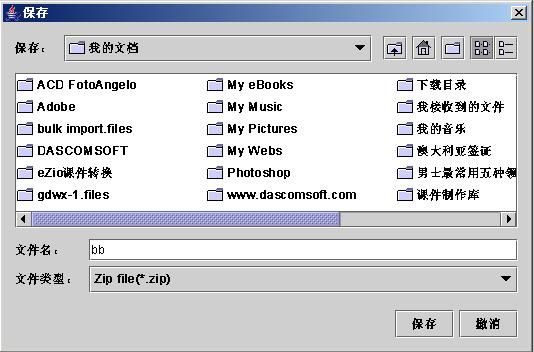 保存
保存： 我的文档
ACD FotoAngelo My eBooks 下载目录
Adobe My Music 我接收到的文件
bulk import.files My Pictures 我的音乐
DASCOMSOFT My Webs 澳大利亚签证
eZio课件转换 Photoshop 男士最常用五种领
gdwx-1.files www.dascomsoft.com 课件制作库
文件名： bb
文件类型： Zip file(*.zip)
保存 撤消